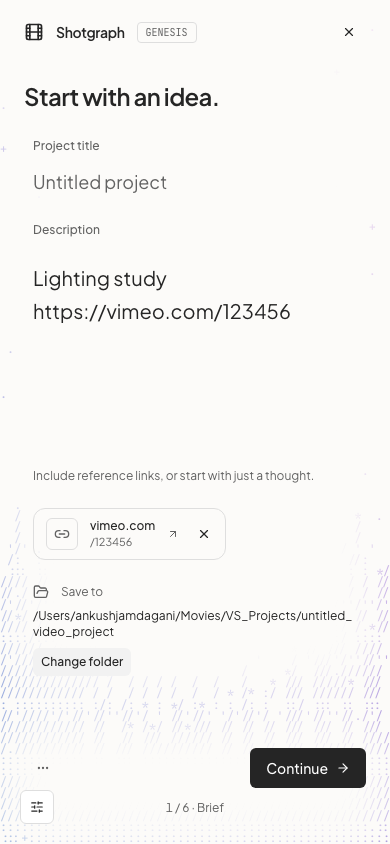 Shotgraph GENESIS
Start with an idea.
Project title
Untitled project
Description
Lighting study
https://vimeo.com/123456
Include reference links, or start with just a thought.
vimeo.com
/123456
Save to
/Users/ankushjamdagani/Movies/VS_Projects/untitled_
video_project
Change folder
Continue
1 / 6 · Brief